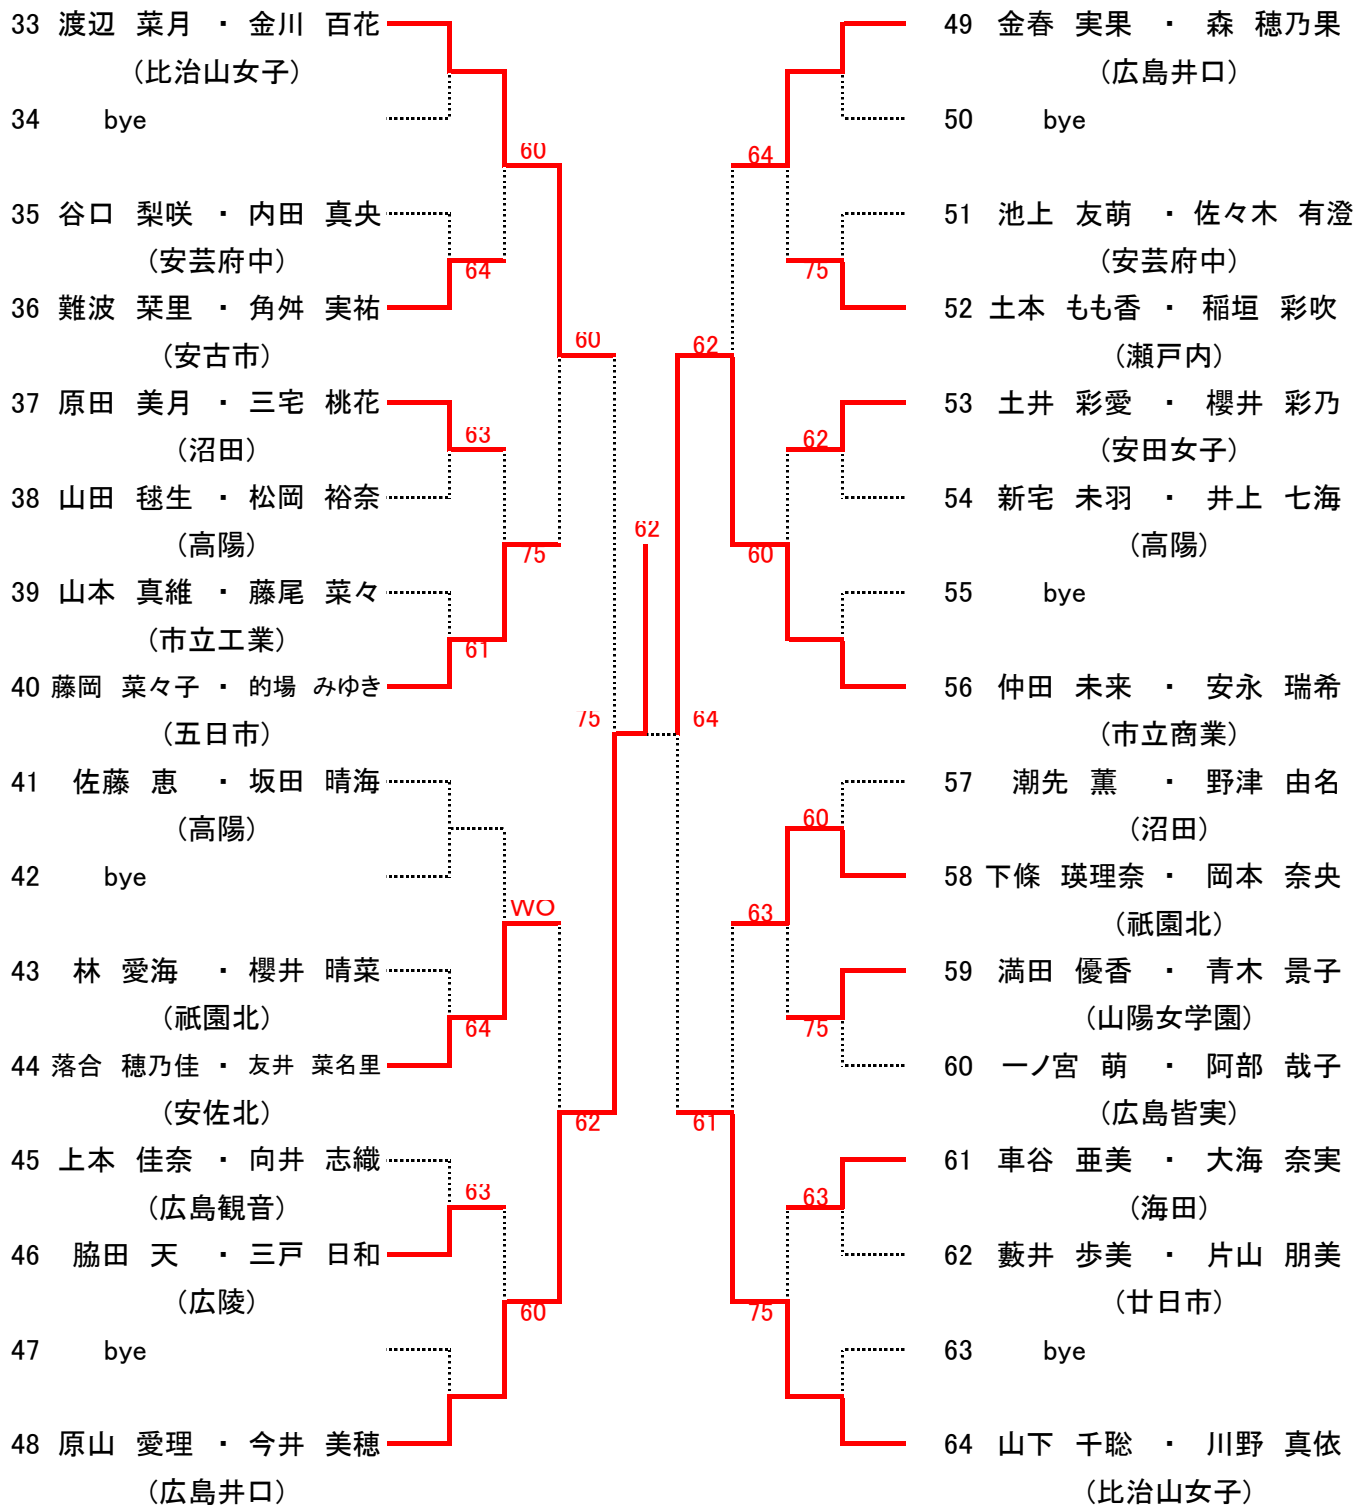 33 渡辺 菜月 ・ 金川 百花
(比治山女子)
34 bye
60
35 谷口 梨咲 ・ 内田 真央
(安芸府中)
64
36 難波 栞里 ・ 角舛 実祐
(安古市)
60
37 原田 美月 ・ 三宅 桃花
63
(沼田)
38 山田 毬生 ・ 松岡 裕奈
(高陽)
75
39 山本 真維 ・ 藤尾 菜々
(市立工業)
61
40 藤岡 菜々子 ・ 的場 みゆき
(五日市)
75
41 佐藤 恵 ・ 坂田 晴海
(高陽)
42 bye
WO
43 林 愛海 ・ 櫻井 晴菜
(祇園北)
64
44 落合 穂乃佳 ・ 友井 菜名里
(安佐北)
62
45 上本 佳奈 ・ 向井 志織
63
(広島観音)
46 脇田 天 ・ 三戸 日和
(広陵)
60
47 bye
48 原山 愛理 ・ 今井 美穂
(広島井口)
62
49 金春 実果 ・ 森 穂乃果
(広島井口)
50 bye
64
51 池上 友萌 ・ 佐々木 有澄
(安芸府中)
75
52 土本 もも香 ・ 稲垣 彩吹
(瀬戸内)
62
53 土井 彩愛 ・ 櫻井 彩乃
62
(安田女子)
54 新宅 未羽 ・ 井上 七海
(高陽)
60
55 bye
56 仲田 未来 ・ 安永 瑞希
(市立商業)
64
57 潮先 薫 ・ 野津 由名
60
(沼田)
58 下條 瑛理奈 ・ 岡本 奈央
63
(祇園北)
59 満田 優香 ・ 青木 景子
(山陽女学園)
75
60 一ノ宮 萌 ・ 阿部 哉子
(広島皆実)
61
61 車谷 亜美 ・ 大海 奈実
63
(海田)
62 藪井 歩美 ・ 片山 朋美
(廿日市)
75
63 bye
64 山下 千聡 ・ 川野 真依
(比治山女子)